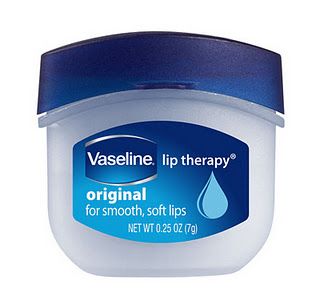 Vaseline. lip therapy®
original
for smooth, soft lips
NET WT 0.25 OZ (7g)